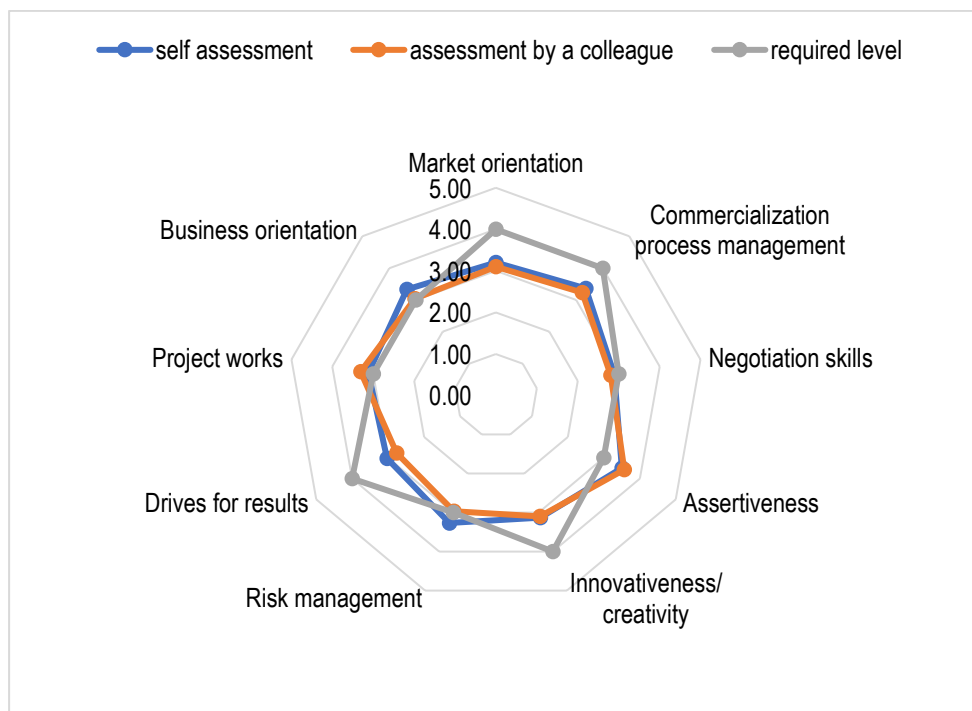 self assessment
assessment by a colleague
required level
Market orientation
5.00
4.00
3.00
2.00
1.00
0.00
Commercialization
process management
Negotiation skills
Assertiveness
Innovativeness/
creativity
Risk management
Drives for results
Project works
Business orientation